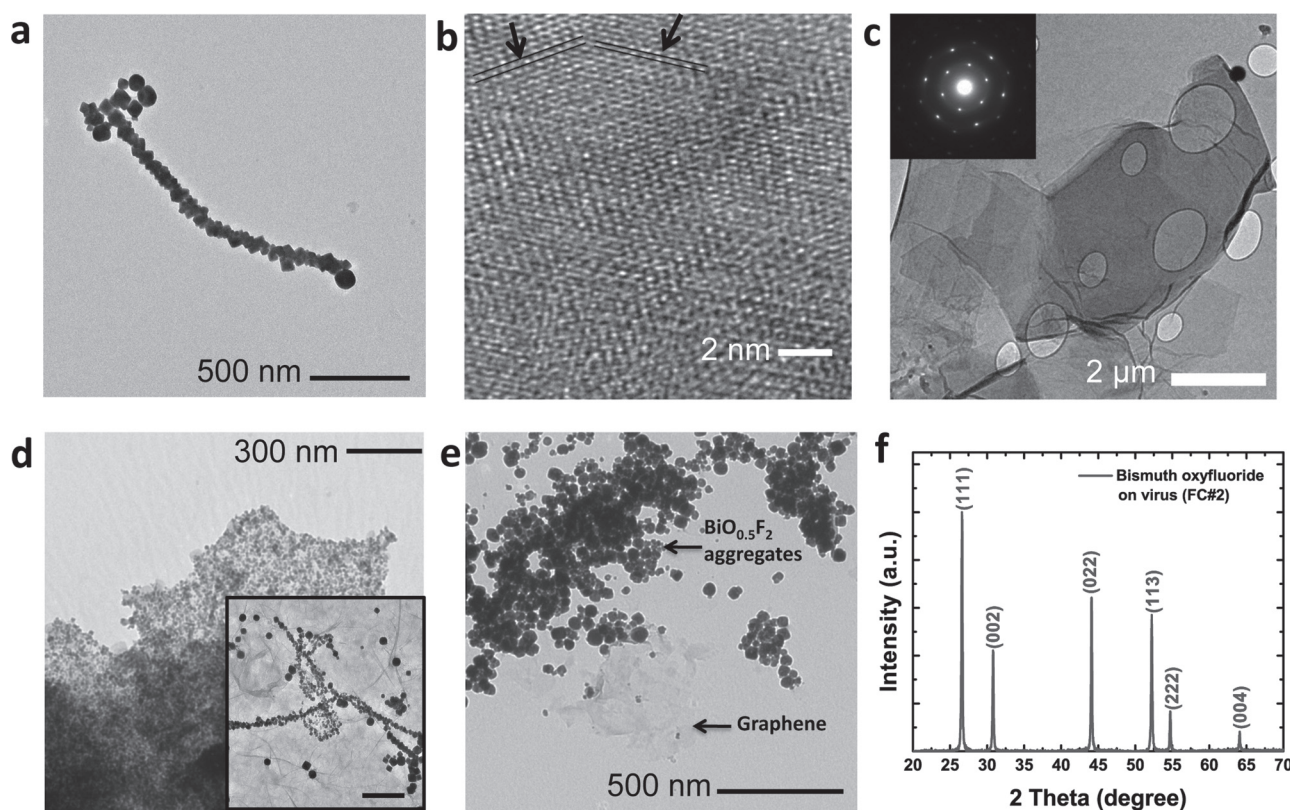 a
500 nm
b
2 nm
c
2 μm
d
300 nm
e
BiO0.5F2
aggregates
Graphene
500 nm
f
Bismuth oxyfluoride
on virus (FC#2)
(111)
(002)
(022)
(113)
(222)
(004)
Intensity (a.u.)
20 25 30 35 40 45 50 55 60 65 70
2 Theta (degree)